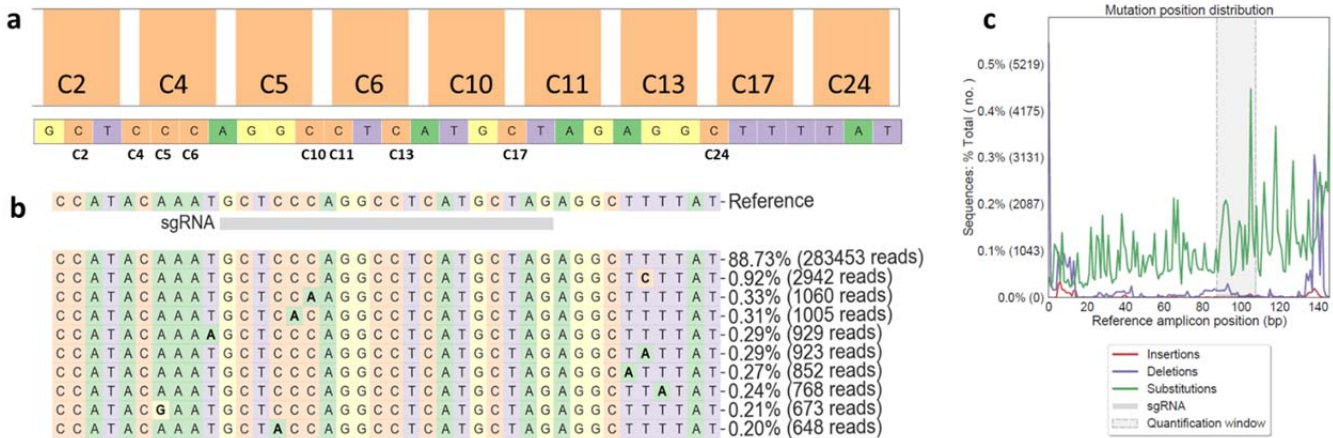 a
C2 C4 C5 C6 C10 C11 C13 C17 C24
G C T C C C A G G C C T C A T G C T A G A G G C T T T T A T
C2 C4 C5 C6 C10 C11 C13 C17 C24
b
C C A T A C A A A T G C T C C C A G G C C T C A T G C T A G A G G C T T T T A T - Reference
sgRNA
C C A T A C A A A T G C T C C C A G G C C T C A T G C T A G A G G C T T T T A T - 88.73% (283453 reads)
C C A T A C A A A T G C T C C C A G G C C T C A T G C T A G A G G C T C T T A T - 0.92% (2942 reads)
C C A T A C A A A T G C T C C A A G G C C T C A T G C T A G A G G C T T T T A T - 0.33% (1060 reads)
C C A T A C A A A T G C T C A C A G G C C T C A T G C T A G A G G C T T T T A T - 0.31% (1005 reads)
C C A T A C A A A A G C T C C C A G G C C T C A T G C T A G A G G C T T T T A T - 0.29% (929 reads)
C C A T A C A A A T G C T C C C A G G C C T C A T G C T A G A G G C T A T T A T - 0.29% (923 reads)
C C A T A C A A A T G C T C C C A G G C C T C A T G C T A G A G G C A T T T A T - 0.27% (852 reads)
C C A T A C A A A T G C T C C C A G G C C T C A T G C T A G A G G C T T A T A T - 0.24% (768 reads)
C C A T A C G A A T G C T C C C A G G C C T C A T G C T A G A G G C T T T T A T - 0.21% (673 reads)
C C A T A C A A A T G C T A C C A G G C C T C A T G C T A G A G G C T T T T A T - 0.20% (648 reads)
c
Mutation position distribution
Sequences: % Total ( no. )
0.5% (5219)
0.4% (4175)
0.3% (3131)
0.2% (2087)
0.1% (1043)
0.0% (0)
0 20 40 60 80 100 120 140
Reference amplicon position (bp)
Insertions
Deletions
Substitutions
sgRNA
Quantification window